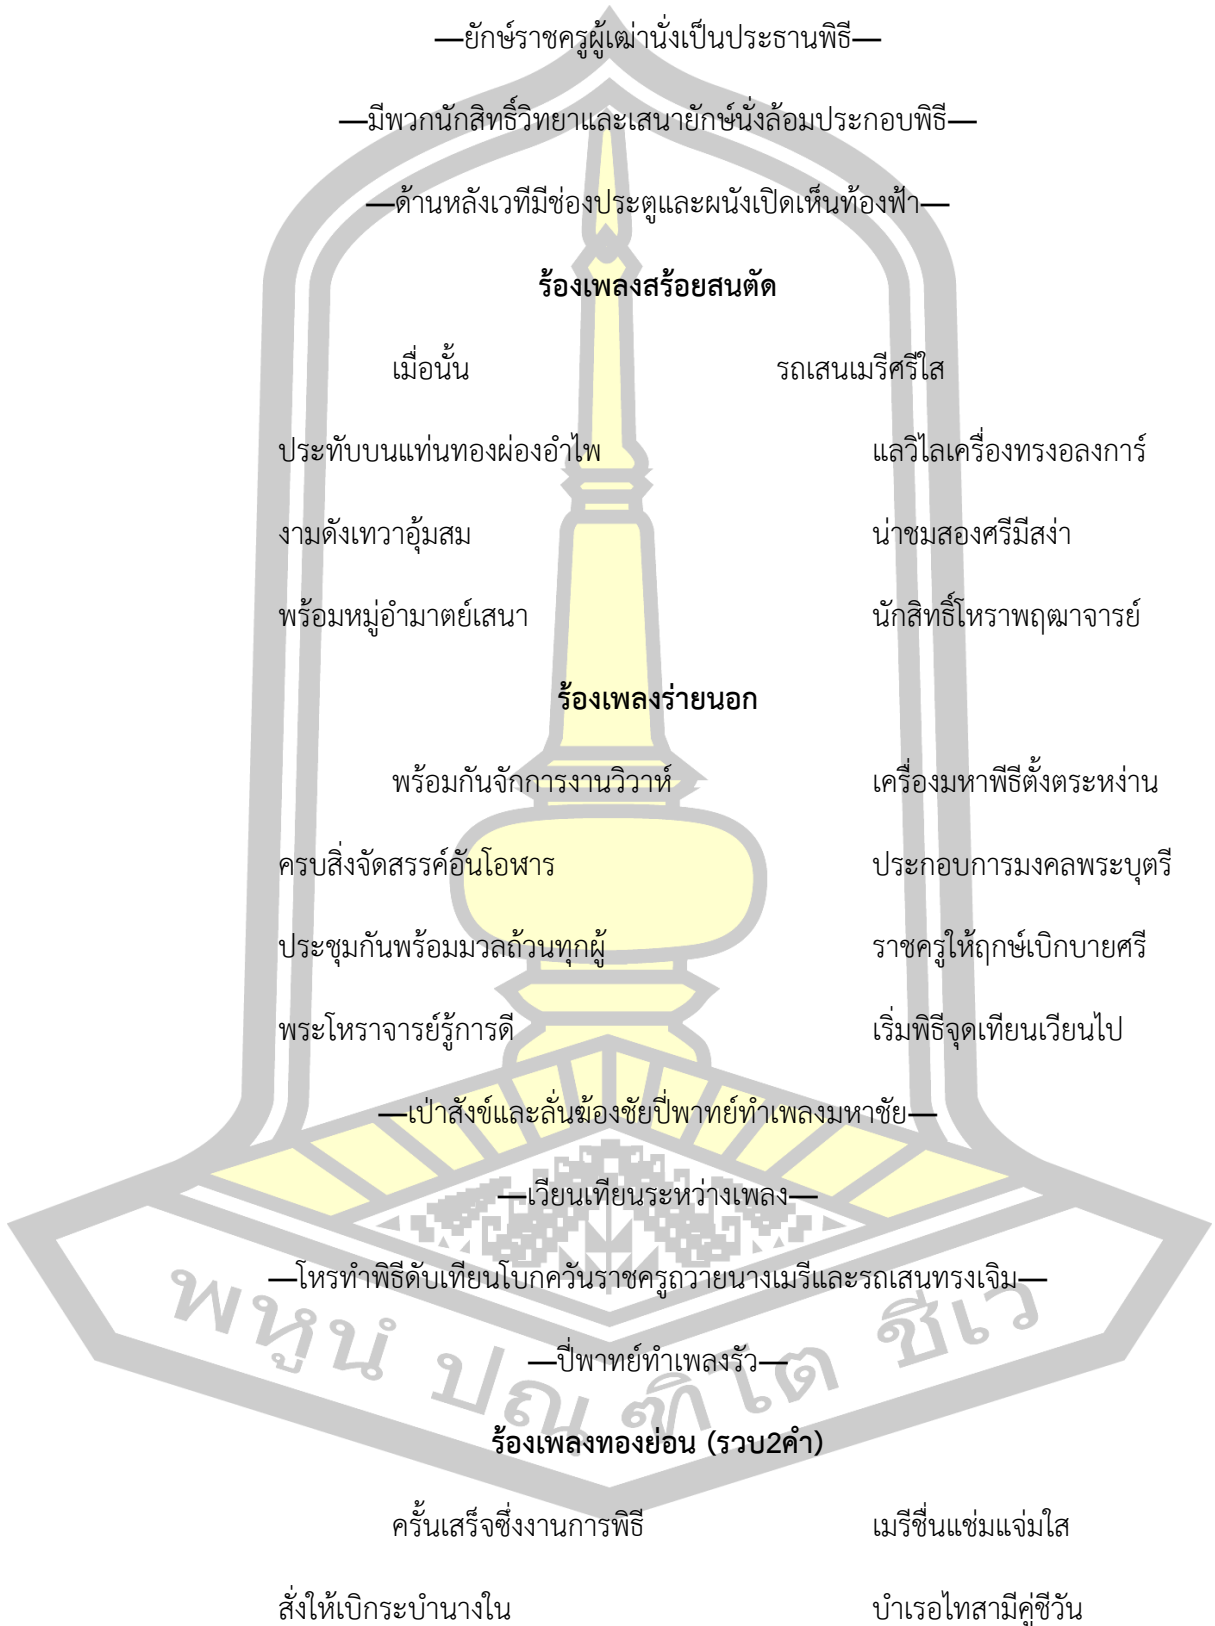 —ยักษ์ราชครูผู้เฒ่านั่งเป็นประธานพิธี—
—มีพวกนักสิทธิ์วิทยาและเสนายักษ์นั่งล้อมประกอบพิธี—
—ด้านหลังเวทีมีช่องประตูและผนังเปิดเห็นท้องฟ้า—
ร้องเพลงสร้อยสนตัด
เมื่อนั้น รถเสนเมรีศรีใส
ประทับบนแท่นทองผ่องอำไพ แลวิไลเครื่องทรงอลงการ์
งามดังเทวาอุ้มสม น่าชมสองศรีมีสง่า
พร้อมหมู่อำมาตย์เสนา นักสิทธิ์โหราพฤฒาจารย์
ร้องเพลงร่ายนอก
พร้อมกันจักการงานวิวาห์ เครื่องมหาพีธีตั้งตระหง่าน
ครบสิ่งจัดสรรค์อันโอฬาร ประกอบการมงคลพระบุตรี
ประชุมกันพร้อมมวลถ้วนทุกผู้ ราชครูให้ฤกษ์เบิกบายศรี
พระโหราจารย์รู้การดี เริ่มพิธีจุดเทียนเวียนไป
—เป่าสังข์และลั่นฆ้องชัยปี่พาทย์ทำเพลงมหาชัย—
—เวียนเทียนระหว่างเพลง—
—โหรทำพิธีดับเทียนโบกควันราชครูถวายนางเมรีและรถเสนทรงเจิม—
—ปี่พาทย์ทำเพลงรัว—
พหูนํ ปณฺฑิโต ชีเว
ร้องเพลงทองย่อน (รวบ2คำ)
ครั้นเสร็จซึ่งงานการพิธี เมรีชื่นแช่มแจ่มใส
สั่งให้เบิกระบำนางใน บำเรอไทสามีคู่ชีวัน